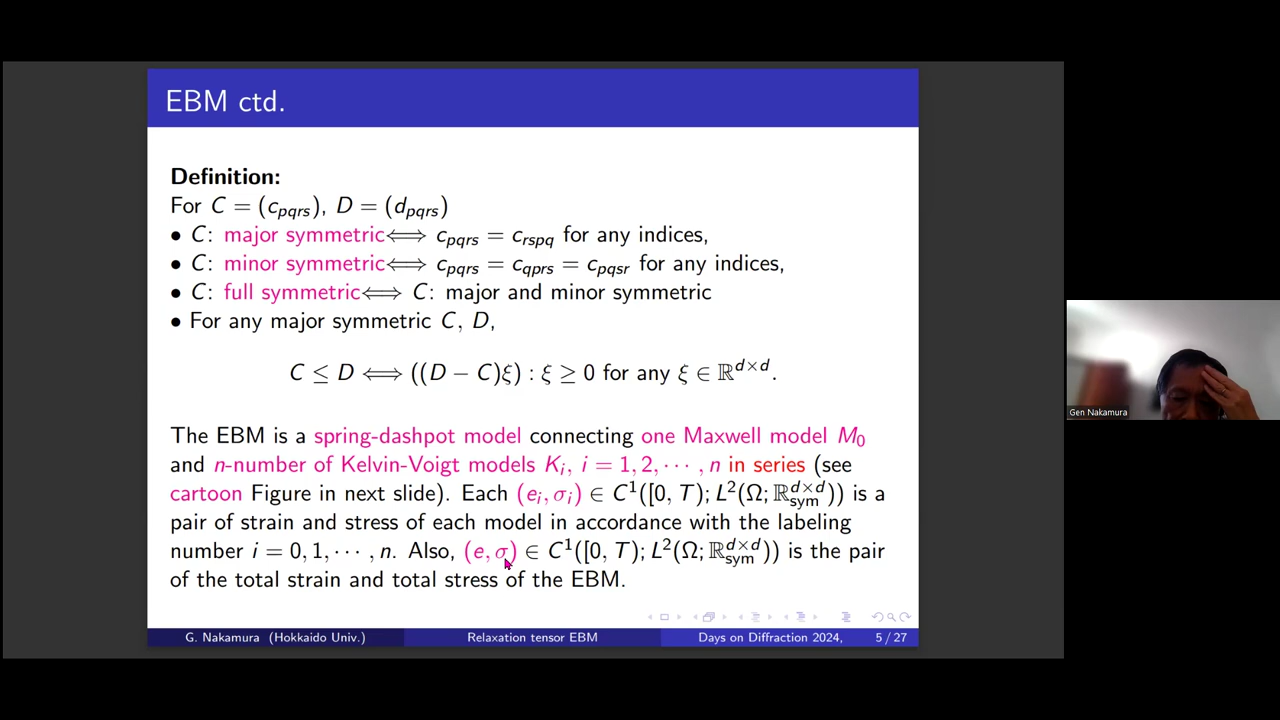 EBM ctd.
Definition:
For C = (c_pqrs), D = (d_pqrs)
• C: major symmetric⟺ c_pqrs = c_rspq for any indices,
• C: minor symmetric⟺ c_pqrs = c_qprs = c_pqsr for any indices,
• C: full symmetric⟺ C: major and minor symmetric
• For any major symmetric C, D,
C ≤ D ⟺ ((D − C)ξ) : ξ ≥ 0 for any ξ ∈ ℝ^{d×d}.
The EBM is a spring-dashpot model connecting one Maxwell model M_0
and n-number of Kelvin-Voigt models K_i, i = 1, 2, ⋯ , n in series (see
cartoon Figure in next slide). Each (e_i, σ_i) ∈ C^1([0, T); L^2(Ω; ℝ^{d×d}_sym)) is a
pair of strain and stress of each model in accordance with the labeling
number i = 0, 1, ⋯ , n. Also, (e, σ) ∈ C^1([0, T); L^2(Ω; ℝ^{d×d}_sym)) is the pair
of the total strain and total stress of the EBM.
G. Nakamura (Hokkaido Univ.) Relaxation tensor EBM Days on Diffraction 2024, 5 / 27
Gen Nakamura